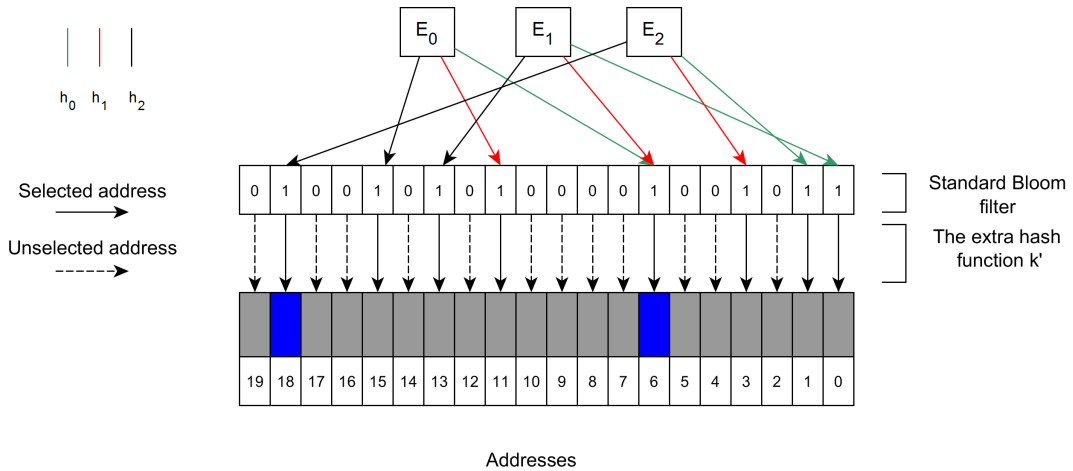 E0 E1 E2
h0 h1 h2
Selected address
0 1 0 0 1 0 1 0 1 0 0 0 0 1 0 0 1 0 1 1
Standard Bloom
filter
Unselected address
The extra hash
function k'
19 18 17 16 15 14 13 12 11 10 9 8 7 6 5 4 3 2 1 0
Addresses